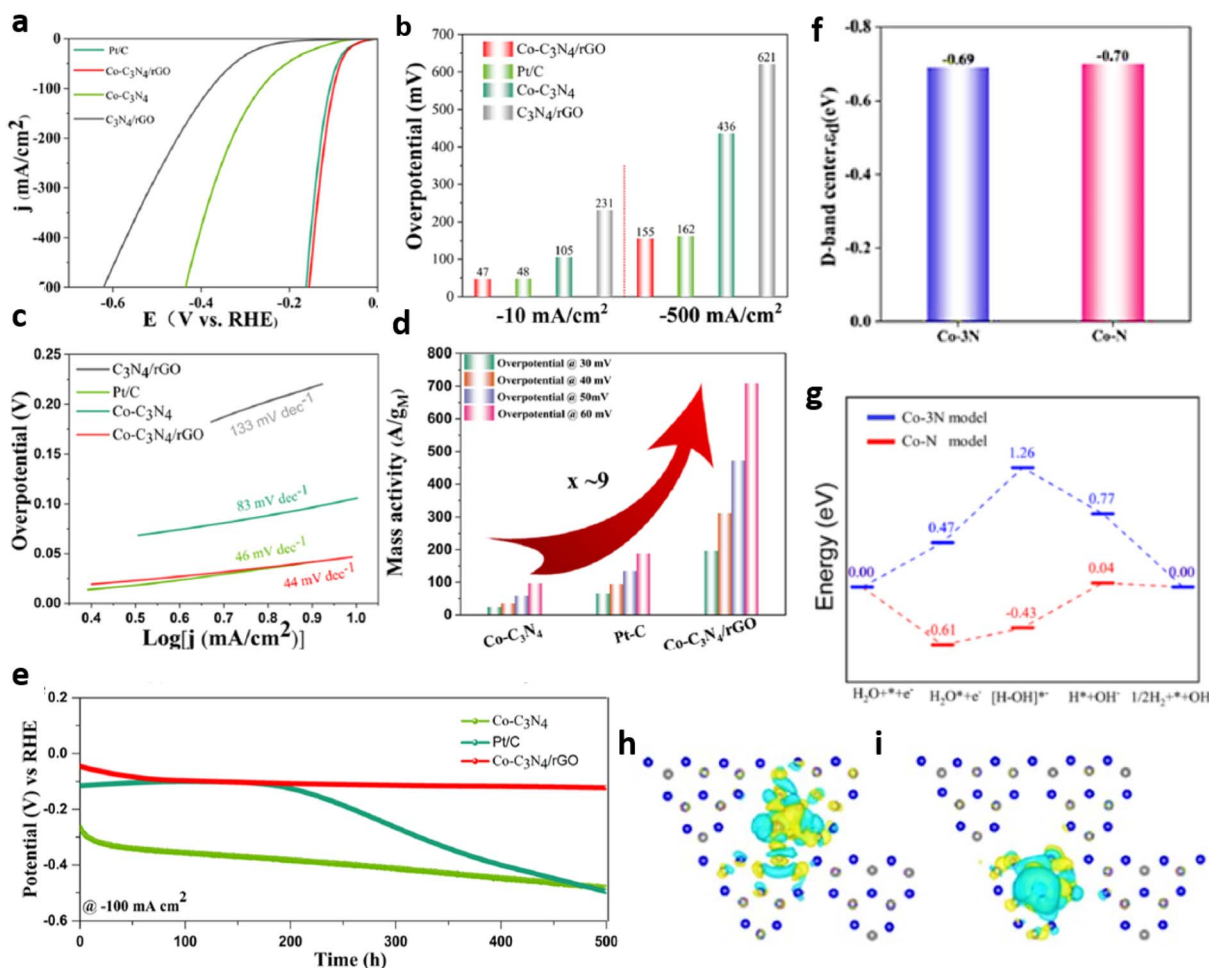 a
Pt/C
Co-C₃N₄/rGO
Co-C₃N₄
C₃N₄/rGO
0
-100
-200
-300
-400
-0.6
-0.4
-0.2
0.
j (mA/cm²)
E (V vs. RHE)
b
Co-C₃N₄/rGO
Pt/C
Co-C₃N₄
C₃N₄/rGO
700
600
500
400
300
200
100
0
Overpotential (mV)
47
48
105
231
155
162
436
621
-10 mA/cm²
-500 mA/cm²
f
-0.8
-0.6
-0.4
-0.2
0.0
D-band center,εd(eV)
-0.69
-0.70
Co-3N
Co-N
c
C₃N₄/rGO
Pt/C
Co-C₃N₄
Co-C₃N₄/rGO
0.25
0.20
0.15
0.10
0.05
0.00
Overpotential (V)
133 mV dec⁻¹
83 mV dec⁻¹
46 mV dec⁻¹
44 mV dec⁻¹
0.4
0.5
0.6
0.7
0.8
0.9
1.0
Log[j (mA/cm²)]
d
Overpotential @ 30 mV
Overpotential @ 40 mV
Overpotential @ 50mV
Overpotential @ 60 mV
800
700
600
500
400
300
200
100
0
Mass activity (A/gM)
x ~9
Co-C₃N₄
Pt-C
Co-C₃N₄/rGO
g
Co-3N model
Co-N model
Energy (eV)
0.00
0.47
1.26
0.77
0.00
-0.61
-0.43
0.04
H₂O+*+e⁻
H₂O*+e⁻
[H-OH]*⁻
H*+OH⁻
1/2H₂+*+OH
e
0.2
0.0
-0.2
-0.4
-0.6
Potential (V) vs RHE
Co-C₃N₄
Pt/C
Co-C₃N₄/rGO
@ -100 mA cm²
0
100
200
300
400
500
Time (h)
h
i